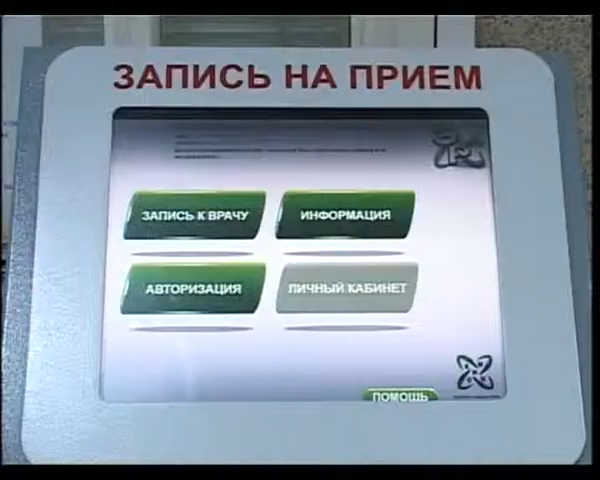 ЗАПИСЬ НА ПРИЕМ
ЗАПИСЬ К ВРАЧУ
ИНФОРМАЦИЯ
АВТОРИЗАЦИЯ
ЛИЧНЫЙ КАБИНЕТ
ПОМОЩЬ